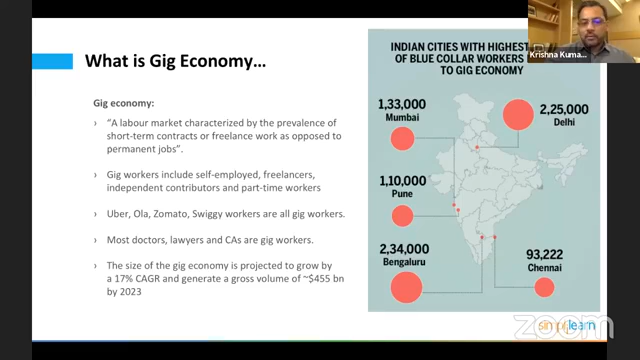 What is Gig Economy...
Gig economy:
› "A labour market characterized by the prevalence of
short-term contracts or freelance work as opposed to
permanent jobs".
› Gig workers include self-employed, freelancers,
independent contributors and part-time workers
› Uber, Ola, Zomato, Swiggy workers are all gig workers.
› Most doctors, lawyers and CAs are gig workers.
› The size of the gig economy is projected to grow by
a 17% CAGR and generate a gross volume of ~$455 bn
by 2023
INDIAN CITIES WITH HIGHEST
OF BLUE COLLAR WORKERS
TO GIG ECONOMY
1,33,000
Mumbai
2,25,000
Delhi
1,10,000
Pune
2,34,000
Bengaluru
93,222
Chennai
Krishna Kuma...
simplilearn
zoom